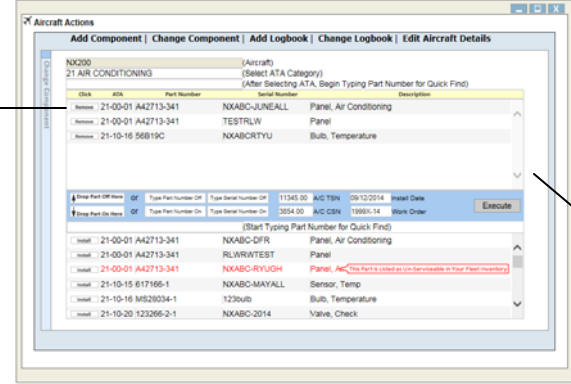 Aircraft Actions
Add Component | Change Component | Add Logbook | Change Logbook | Edit Aircraft Details
Change Component
NX200 (Aircraft)
21 AIR CONDITIONING (Select ATA Category)
(After Selecting ATA, Begin Typing Part Number for Quick Find)
Click ATA Part Number Serial Number Description
Remove 21-00-01 A42713-341 NXABC-JUNEALL Panel, Air Conditioning
Remove 21-00-01 A42713-341 TESTRLW Panel
Remove 21-10-16 56B19C NXABCRTYU Bulb, Temperature
Drop Part Off Here or Type Part Number Off Type Serial Number Off 11345.00 A/C TSN 09/12/2014 Install Date
Drop Part On Here or Type Part Number On Type Serial Number On 3854.00 A/C CSN 1999X-14 Work Order
Execute
(Start Typing Part Number for Quick Find)
Install 21-00-01 A42713-341 NXABC-DFR Panel, Air Conditioning
Install 21-00-01 A42713-341 RLWRWTEST Panel
Install 21-00-01 A42713-341 NXABC-RYUGH Panel, This Part is Listed as Un-Serviceable in Your Fleet Inventory
Install 21-10-15 617166-1 NXABC-MAYALL Sensor, Temp
Install 21-10-16 MS28034-1 123bulb Bulb, Temperature
Install 21-10-20 123266-2-1 NXABC-2014 Valve, Check